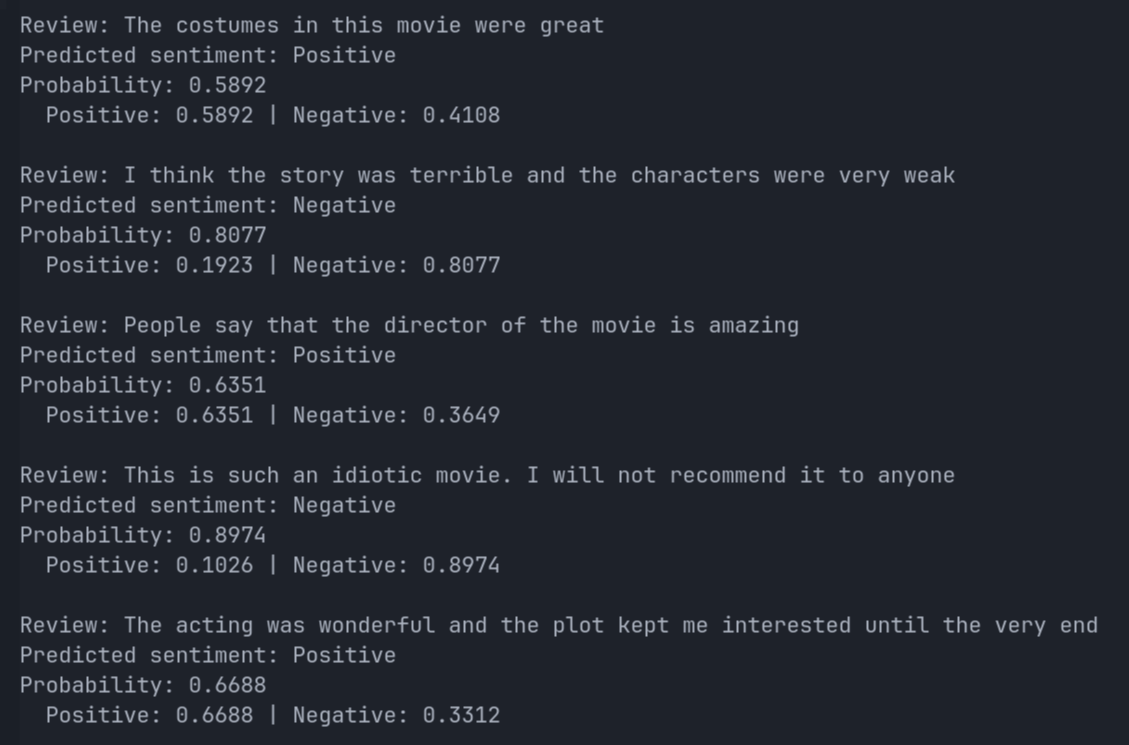 Review: The costumes in this movie were great
Predicted sentiment: Positive
Probability: 0.5892
  Positive: 0.5892 | Negative: 0.4108

Review: I think the story was terrible and the characters were very weak
Predicted sentiment: Negative
Probability: 0.8077
  Positive: 0.1923 | Negative: 0.8077

Review: People say that the director of the movie is amazing
Predicted sentiment: Positive
Probability: 0.6351
  Positive: 0.6351 | Negative: 0.3649

Review: This is such an idiotic movie. I will not recommend it to anyone
Predicted sentiment: Negative
Probability: 0.8974
  Positive: 0.1026 | Negative: 0.8974

Review: The acting was wonderful and the plot kept me interested until the very end
Predicted sentiment: Positive
Probability: 0.6688
  Positive: 0.6688 | Negative: 0.3312